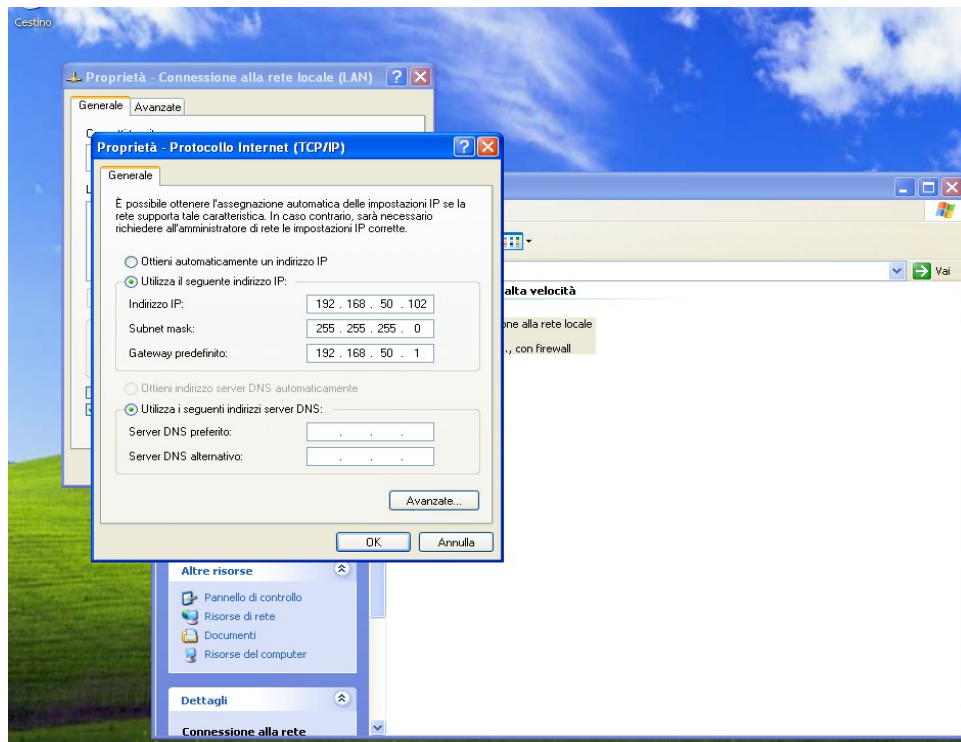 Cestino
Proprietà - Connessione alla rete locale (LAN)
Generale
Avanzate
Proprietà - Protocollo Internet (TCP/IP)
Generale
È possibile ottenere l'assegnazione automatica delle impostazioni IP se la
rete supporta tale caratteristica. In caso contrario, sarà necessario
richiedere all'amministratore di rete le impostazioni IP corrette.
Ottieni automaticamente un indirizzo IP
Utilizza il seguente indirizzo IP:
Indirizzo IP: 192 . 168 . 50 . 102
Subnet mask: 255 . 255 . 255 . 0
Gateway predefinito: 192 . 168 . 50 . 1
Ottieni indirizzo server DNS automaticamente
Utilizza i seguenti indirizzi server DNS:
Server DNS preferito: . . .
Server DNS alternativo: . . .
Avanzate...
OK
Annulla
Vai
alta velocità
alla rete locale
., con firewall
Altre risorse
Pannello di controllo
Risorse di rete
Documenti
Risorse del computer
Dettagli
Connessione alla rete